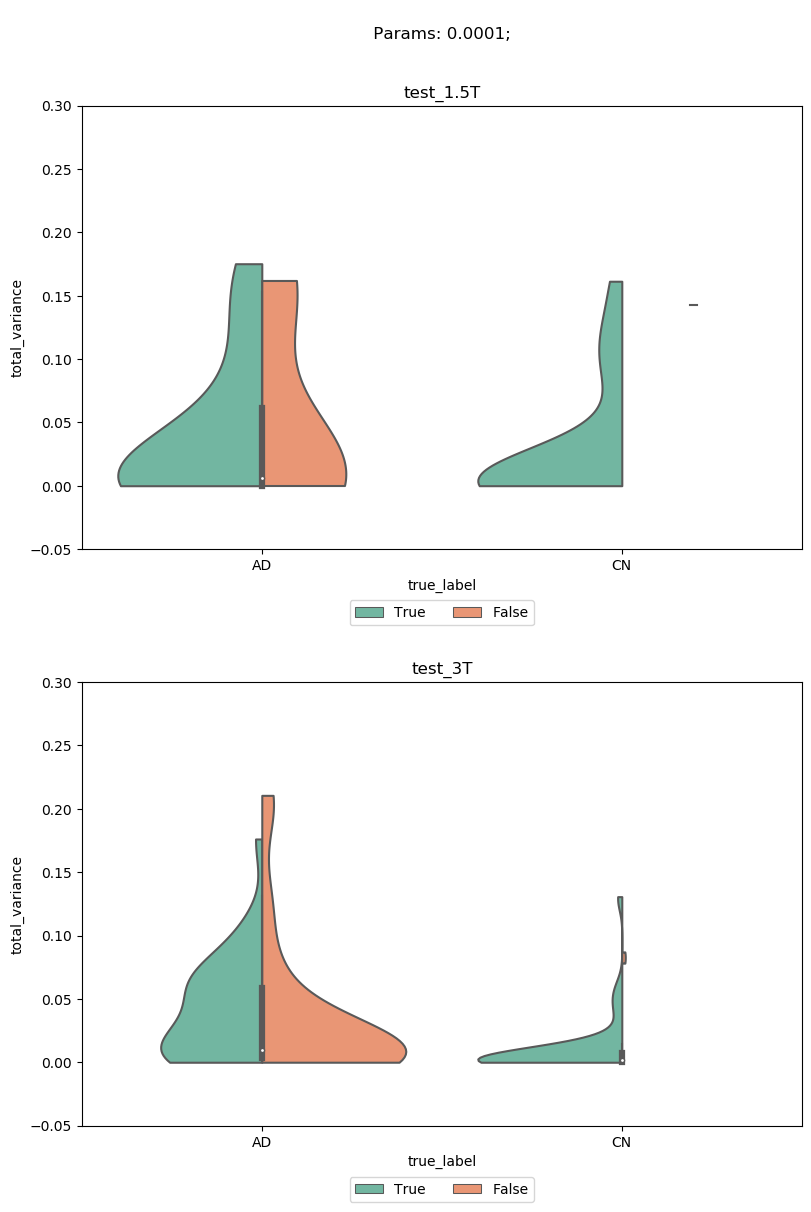 Params: 0.0001;
test_1.5T
0.30
0.25
0.20
0.15
0.10
0.05
0.00
−0.05
total_variance
AD
CN
true_label
True
False
test_3T
0.30
0.25
0.20
0.15
0.10
0.05
0.00
−0.05
total_variance
AD
CN
true_label
True
False